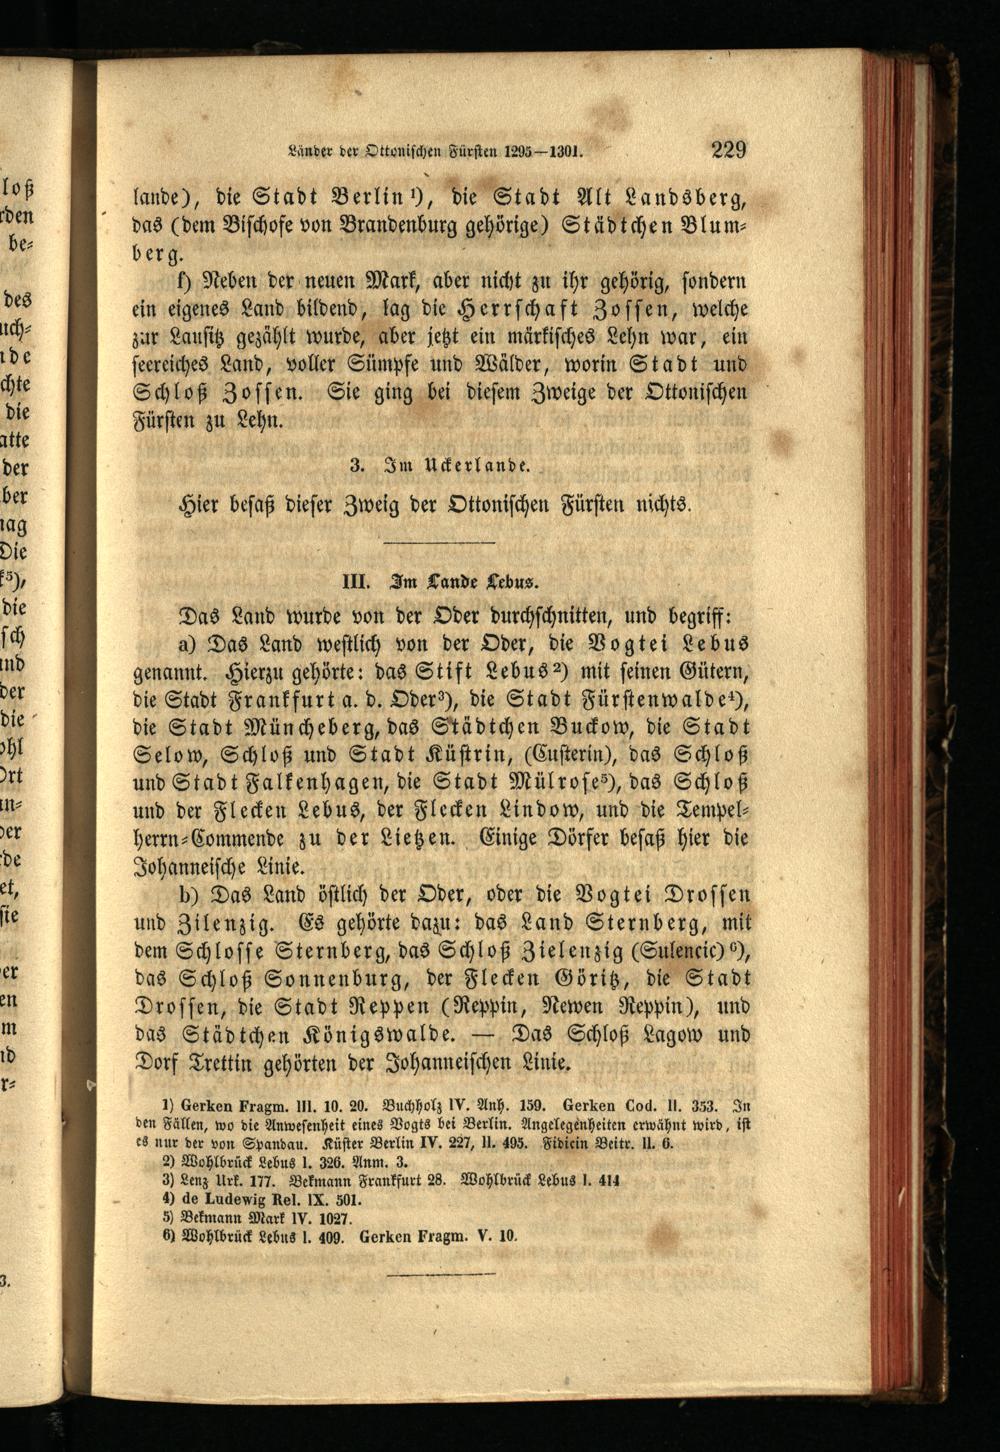 Länder der Ottonischen Fürsten 1295—1301. 229
lande), die Stadt Berlin ¹), die Stadt Alt Landsberg,
das (dem Bischofe von Brandenburg gehörige) Städtchen Blum-
berg.
f) Neben der neuen Mark, aber nicht zu ihr gehörig, sondern
ein eigenes Land bildend, lag die Herrschaft Zossen, welche
zur Lausitz gezählt wurde, aber jetzt ein märkisches Lehn war, ein
seereiches Land, voller Sümpfe und Wälder, worin Stadt und
Schloß Zossen. Sie ging bei diesem Zweige der Ottonischen
Fürsten zu Lehn.
3. Im Uckerlande.
Hier besaß dieser Zweig der Ottonischen Fürsten nichts.
III. Im Lande Lebus.
Das Land wurde von der Oder durchschnitten, und begriff:
a) Das Land westlich von der Oder, die Vogtei Lebus
genannt. Hierzu gehörte: das Stift Lebus ²) mit seinen Gütern,
die Stadt Frankfurt a. d. Oder³), die Stadt Fürstenwalde⁴),
die Stadt Müncheberg, das Städtchen Buckow, die Stadt
Selow, Schloß und Stadt Küstrin, (Custerin), das Schloß
und Stadt Falkenhagen, die Stadt Mülrose⁵), das Schloß
und der Flecken Lebus, der Flecken Lindow, und die Tempel-
herrn-Commende zu der Lietzen. Einige Dörfer besaß hier die
Johanneische Linie.
b) Das Land östlich der Oder, oder die Vogtei Drossen
und Zilenzig. Es gehörte dazu: das Land Sternberg, mit
dem Schlosse Sternberg, das Schloß Zielenzig (Sulencic) ⁶),
das Schloß Sonnenburg, der Flecken Göritz, die Stadt
Drossen, die Stadt Reppen (Reppin, Newen Reppin), und
das Städtchen Königswalde. — Das Schloß Lagow und
Dorf Trettin gehörten der Johanneischen Linie.
1) Gerken Fragm. III. 10. 20. Buchholz IV. Anh. 159. Gerken Cod. II. 353. In
den Fällen, wo die Anwesenheit eines Vogts bei Berlin. Angelegenheiten erwähnt wird, ist
es nur der von Spandau. Küster Berlin IV. 227, II. 495. Fidicin Beitr. II. 6.
2) Wohlbrück Lebus I. 326. Anm. 3.
3) Lenz Urk. 177. Bekmann Frankfurt 28. Wohlbrück Lebus I. 414
4) de Ludewig Rel. IX. 501.
5) Bekmann Mark IV. 1027.
6) Wohlbrück Lebus I. 409. Gerken Fragm. V. 10.